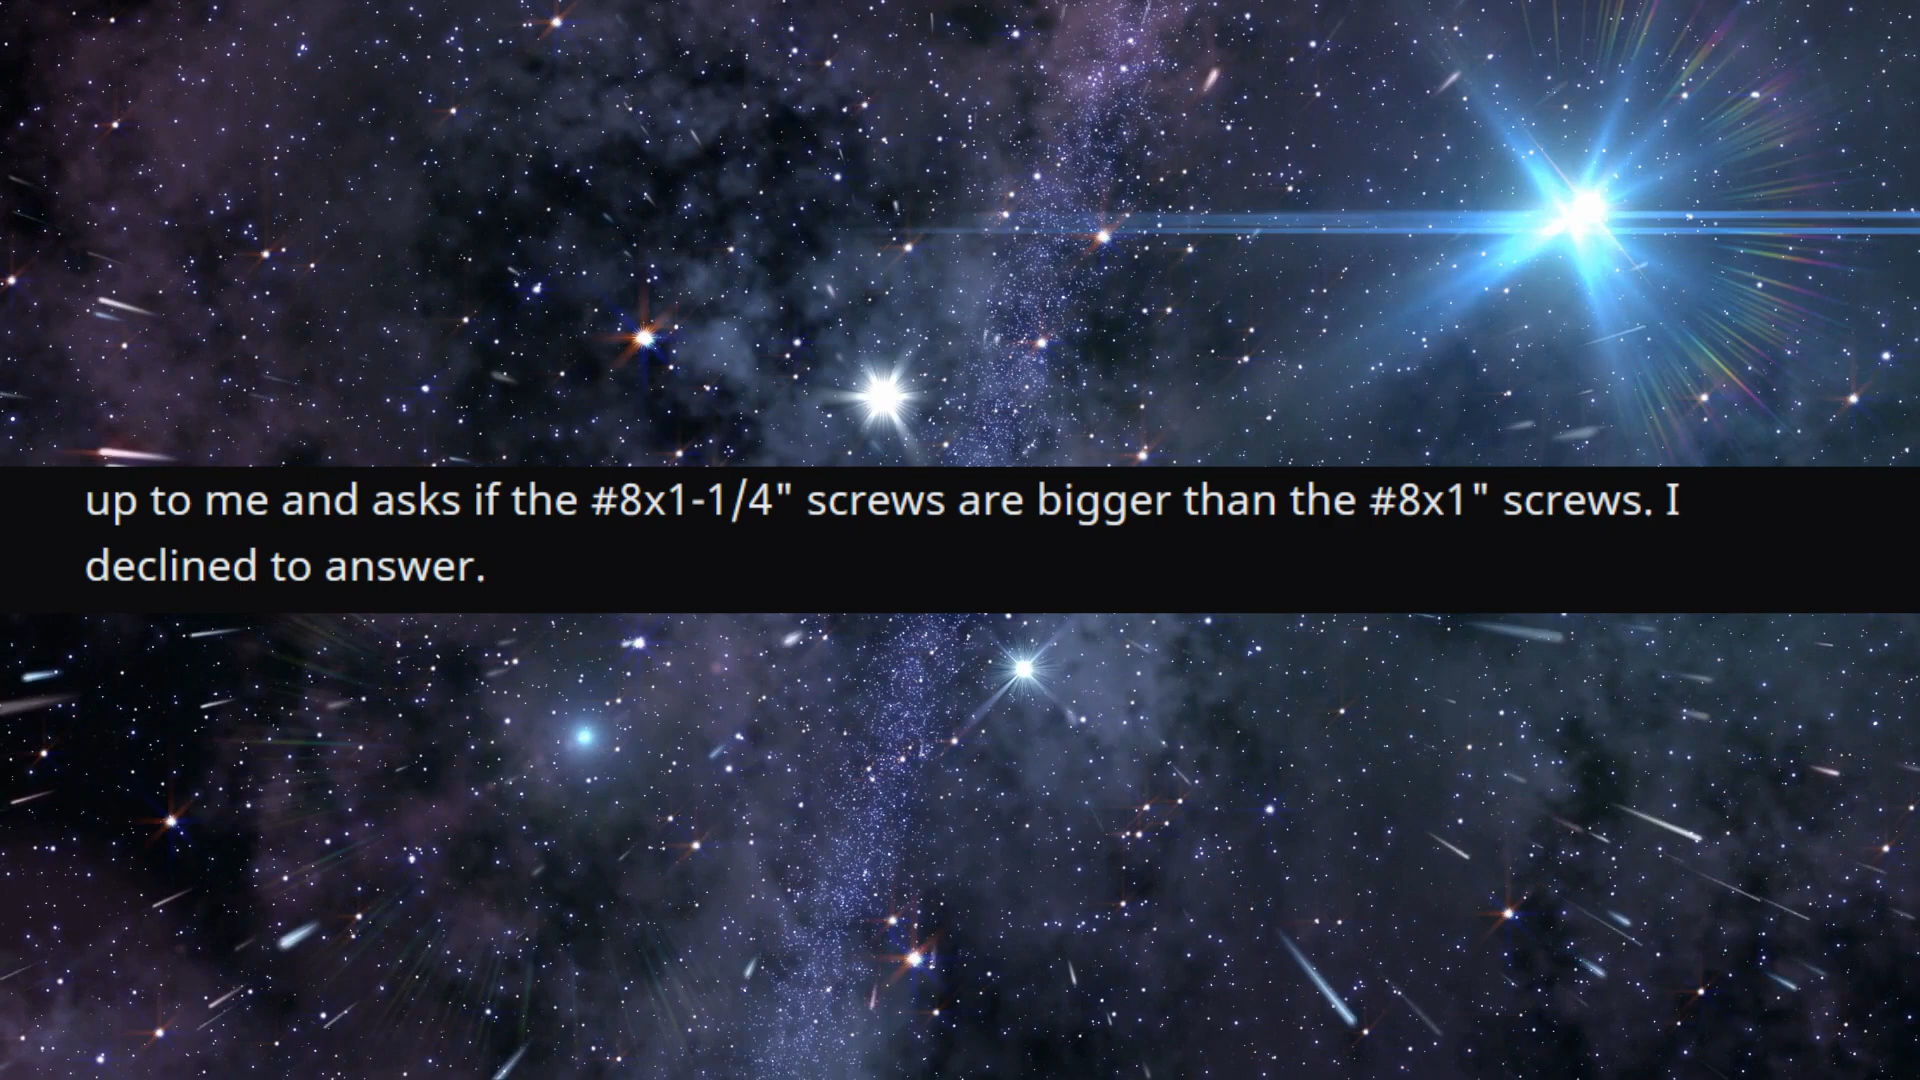 up to me and asks if the #8x1-1/4" screws are bigger than the #8x1" screws. I
declined to answer.